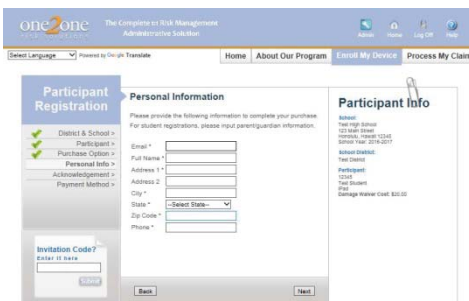 one2one
The Complete to Risk Management
Administrative Solution
Admin
Home
Log Off
Help
Select Language
Powered by Google Translate
Home
About Our Program
Enroll My Device
Process My Claim
Participant
Registration
District & School >
Participant >
Purchase Option >
Personal Info >
Acknowledgement >
Payment Method >
Invitation Code?
Enter it here
Submit
Personal Information
Please provide the following information to complete your purchase.
For student registrations, please input parent/guardian information.
Email *
Full Name *
Address 1 *
Address 2
City *
State *
--Select State--
Zip Code *
Phone *
Back
Next
Participant Info
School:
Test High School
123 Main Street
Honolulu, Hawaii 12345
School Year: 2016-2017
School District:
Test District
Participant:
12345
Test Student
iPad
Damage Waiver Cost: $20.00